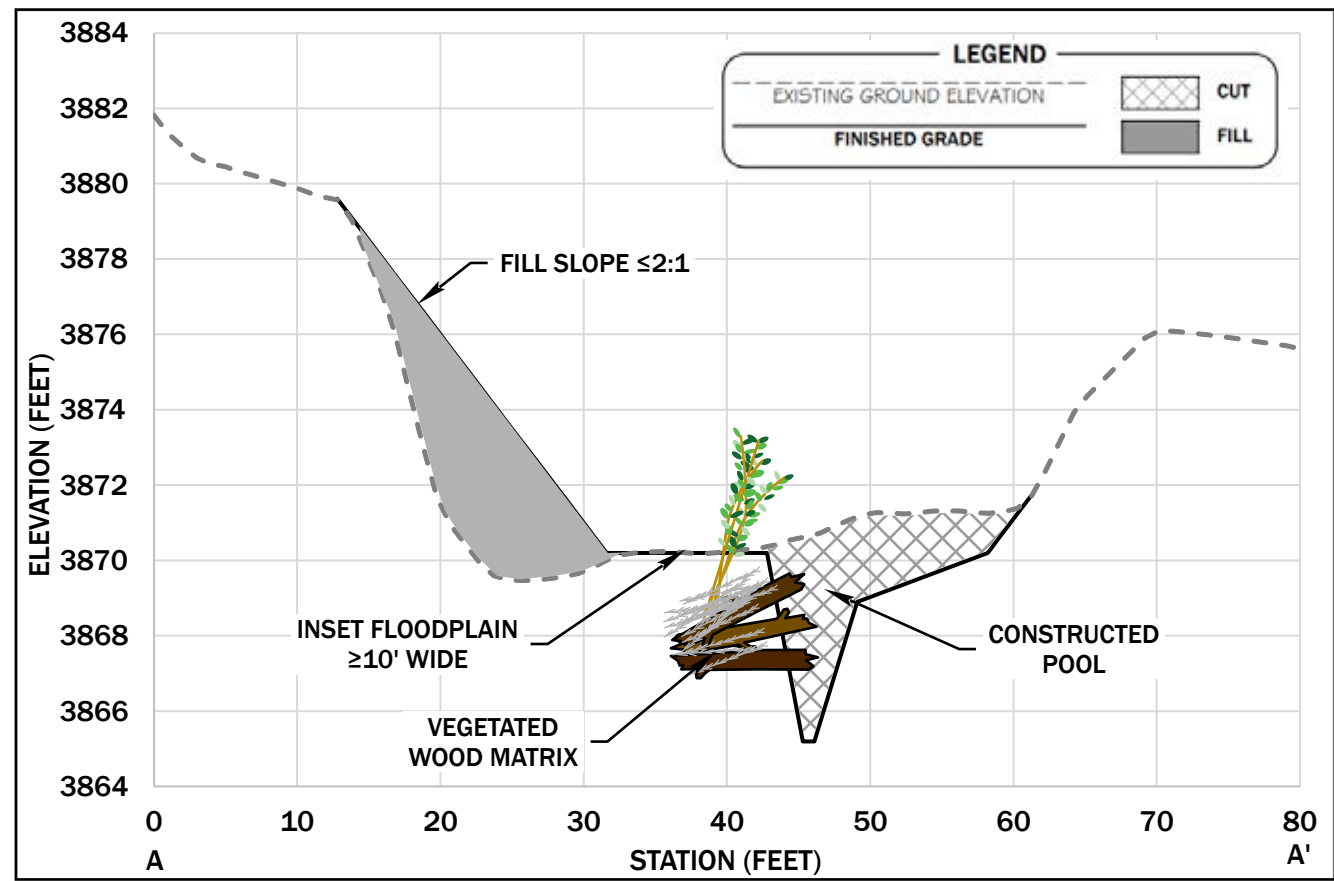 LEGEND
EXISTING GROUND ELEVATION
CUT
FINISHED GRADE
FILL
ELEVATION (FEET)
3884
3882
3880
3878
3876
3874
3872
3870
3868
3866
3864
FILL SLOPE ≤2:1
INSET FLOODPLAIN
≥10' WIDE
CONSTRUCTED
POOL
VEGETATED
WOOD MATRIX
0 10 20 30 40 50 60 70 80
A STATION (FEET) A'